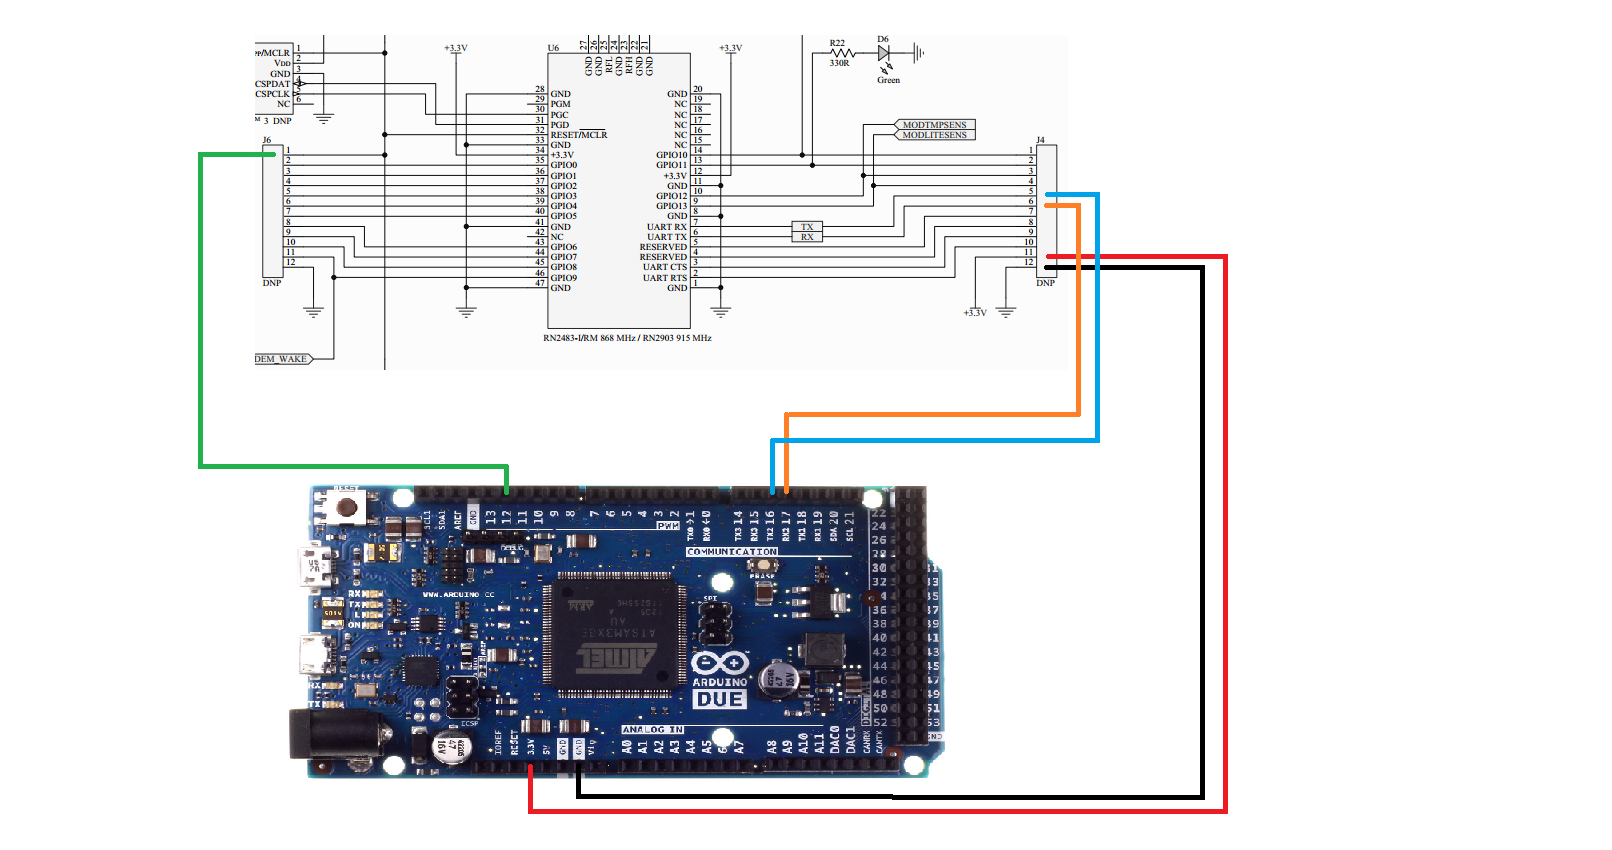 PP/MCLR 1
VDD 2
GND 3
CSPDAT 4
CSPCLK 5
NC 6
™ 3 DNP
J6
1
2
3
4
5
6
7
8
9
10
11
12
DNP
DEM_WAKE
+3.3V
U6
27 26 25 24 23 22 21
GND GND RFL GND RFH GND GND
28 GND
29 PGM
30 PGC
31 PGD
32 RESET/MCLR
33 GND
34 +3.3V
35 GPIO0
36 GPIO1
37 GPIO2
38 GPIO3
39 GPIO4
40 GPIO5
41 GND
42 NC
43 GPIO6
44 GPIO7
45 GPIO8
46 GPIO9
47 GND
GND 20
NC 19
NC 18
NC 17
NC 16
NC 15
GPIO10 14
GPIO11 13
+3.3V 12
GND 11
GPIO12 10
GPIO13 9
GND 8
UART RX 7
UART TX 6
RESERVED 5
RESERVED 4
UART CTS 3
UART RTS 2
GND 1
RN2483-I/RM 868 MHz / RN2903 915 MHz
+3.3V
TX
RX
R22
330R
D6
Green
MODTMPSENS
MODLITESENS
J4
1
2
3
4
5
6
7
8
9
10
11
12
DNP
+3.3V
RESET
SCL1 SDA1 AREF GND 13 12 11 10 9 8 7 6 5 4 3 2 TX0→1 RX0←0 TX3 14 RX3 15 TX2 16 RX2 17 TX1 18 RX1 19 SDA 20 SCL 21
PWM
DEBUG
COMMUNICATION
ERASE
WWW.ARDUINO.CC
RX
TX
L
ON
SPI
ATSAM3X8E
AU
ARM
ATMEL
ARDUINO
DUE
RX
TX
ICSP
ANALOG IN
IOREF RESET 3.3V 5V GND GND Vin A0 A1 A2 A3 A4 A5 6 A7 A8 A9 A10 A11 DAC0 DAC1 CANRX CANTX
47
16V
47
16V
22
24
26
28
30 31
32 33
34 35
36 37
38 39
40 41
42 43
44 45
46 47
48 49
50 51
52 53
GND